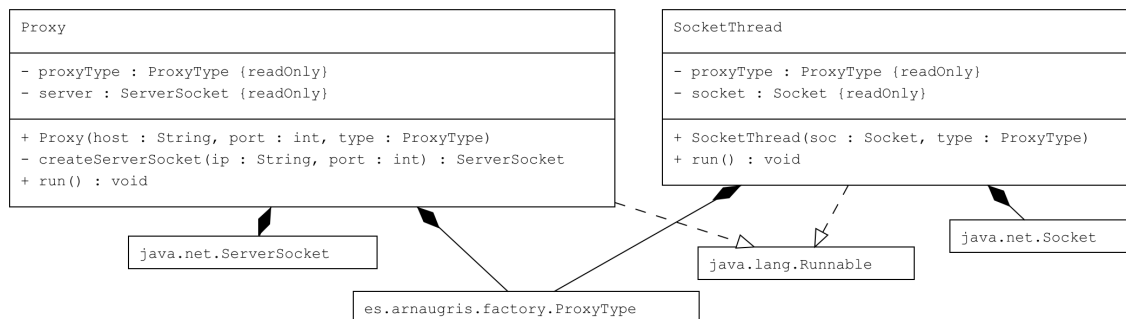 Proxy
- proxyType : ProxyType {readOnly}
- server : ServerSocket {readOnly}
+ Proxy(host : String, port : int, type : ProxyType)
- createServerSocket(ip : String, port : int) : ServerSocket
+ run() : void
SocketThread
- proxyType : ProxyType {readOnly}
- socket : Socket {readOnly}
+ SocketThread(soc : Socket, type : ProxyType)
+ run() : void
java.net.ServerSocket
java.net.Socket
java.lang.Runnable
es.arnaugris.factory.ProxyType